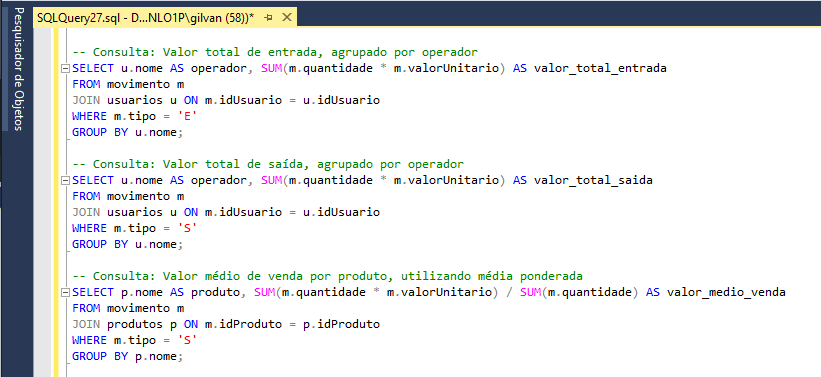 SQLQuery27.sql - D...NLO1P\gilvan (58))*
Pesquisador de Objetos
-- Consulta: Valor total de entrada, agrupado por operador
SELECT u.nome AS operador, SUM(m.quantidade * m.valorUnitario) AS valor_total_entrada
FROM movimento m
JOIN usuarios u ON m.idUsuario = u.idUsuario
WHERE m.tipo = 'E'
GROUP BY u.nome;
-- Consulta: Valor total de saída, agrupado por operador
SELECT u.nome AS operador, SUM(m.quantidade * m.valorUnitario) AS valor_total_saida
FROM movimento m
JOIN usuarios u ON m.idUsuario = u.idUsuario
WHERE m.tipo = 'S'
GROUP BY u.nome;
-- Consulta: Valor médio de venda por produto, utilizando média ponderada
SELECT p.nome AS produto, SUM(m.quantidade * m.valorUnitario) / SUM(m.quantidade) AS valor_medio_venda
FROM movimento m
JOIN produtos p ON m.idProduto = p.idProduto
WHERE m.tipo = 'S'
GROUP BY p.nome;